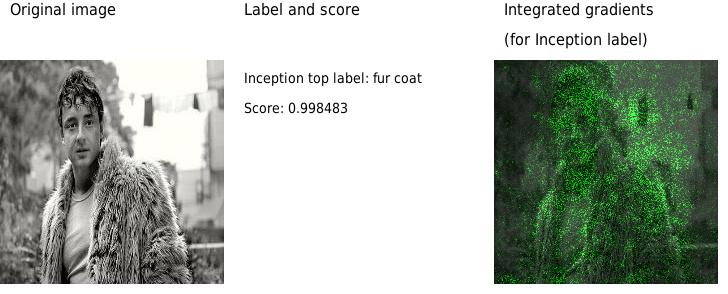 Original image
Label and score
Integrated gradients
(for Inception label)
Inception top label: fur coat
Score: 0.998483